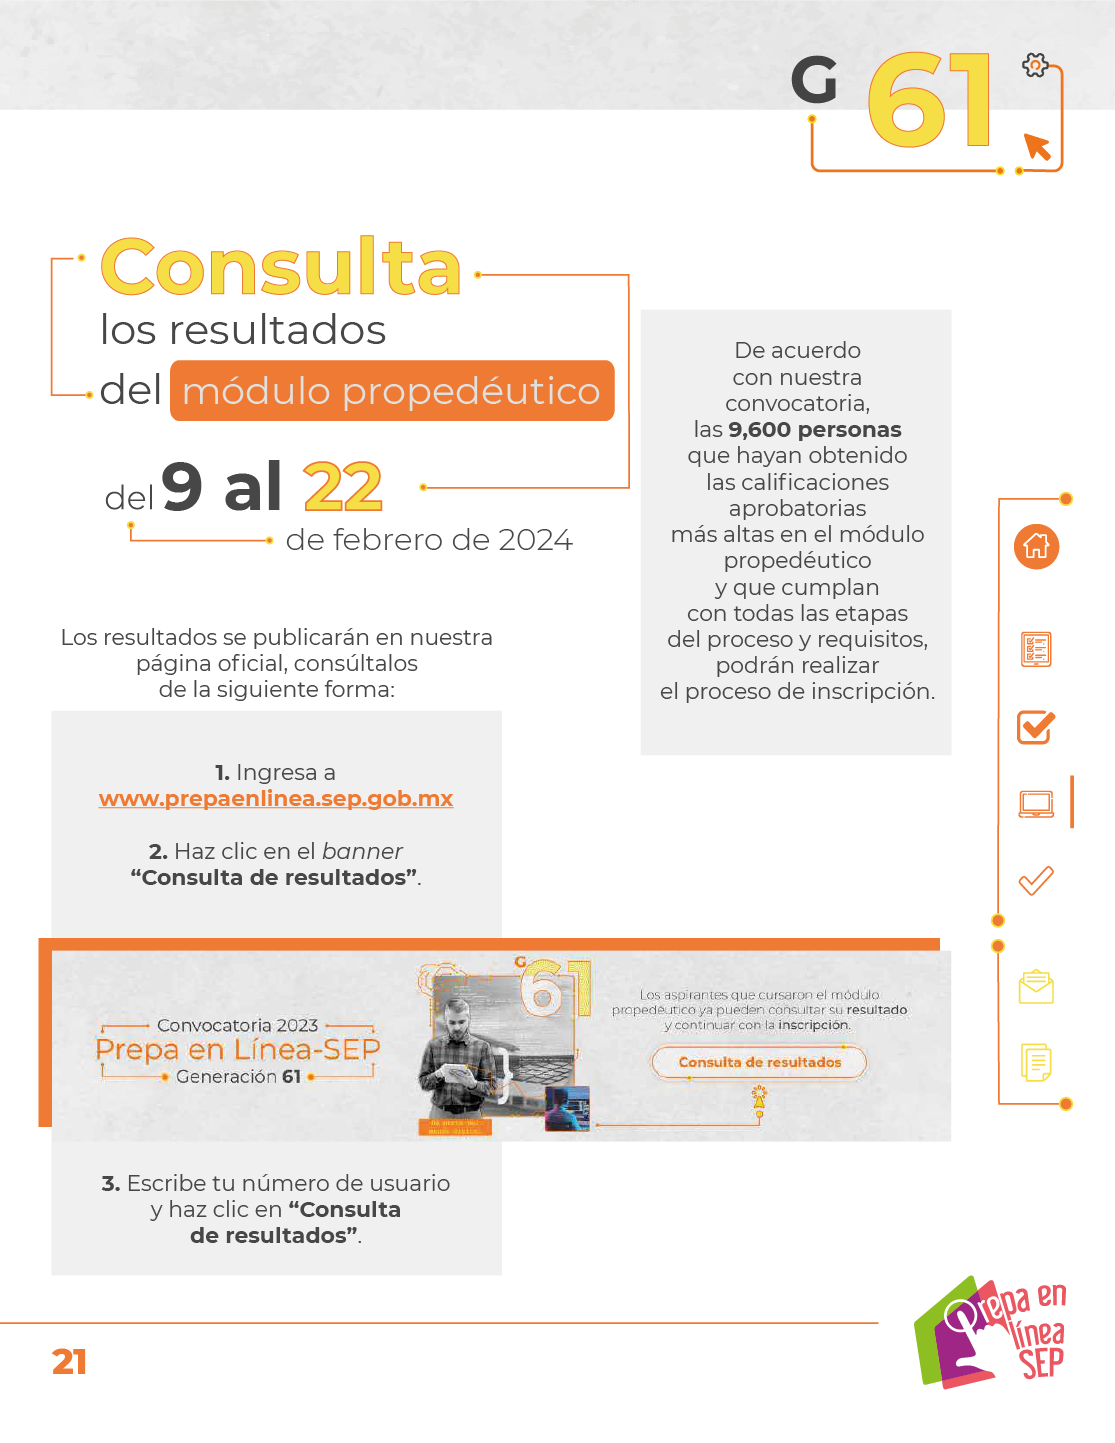 G 61
Consulta
los resultados
del módulo propedéutico
del 9 al 22
de febrero de 2024
De acuerdo
con nuestra
convocatoria,
las 9,600 personas
que hayan obtenido
las calificaciones
aprobatorias
más altas en el módulo
propedéutico
y que cumplan
con todas las etapas
del proceso y requisitos,
podrán realizar
el proceso de inscripción.
Los resultados se publicarán en nuestra
página oficial, consúltalos
de la siguiente forma:
1. Ingresa a
www.prepaenlinea.sep.gob.mx
2. Haz clic en el banner
“Consulta de resultados”.
Convocatoria 2023
Prepa en Línea-SEP
Generación 61
G 61
Los aspirantes que cursaron el módulo
propedéutico ya pueden consultar su resultado
y continuar con la inscripción.
Consulta de resultados
3. Escribe tu número de usuario
y haz clic en “Consulta
de resultados”.
21
Prepa en
línea
SEP